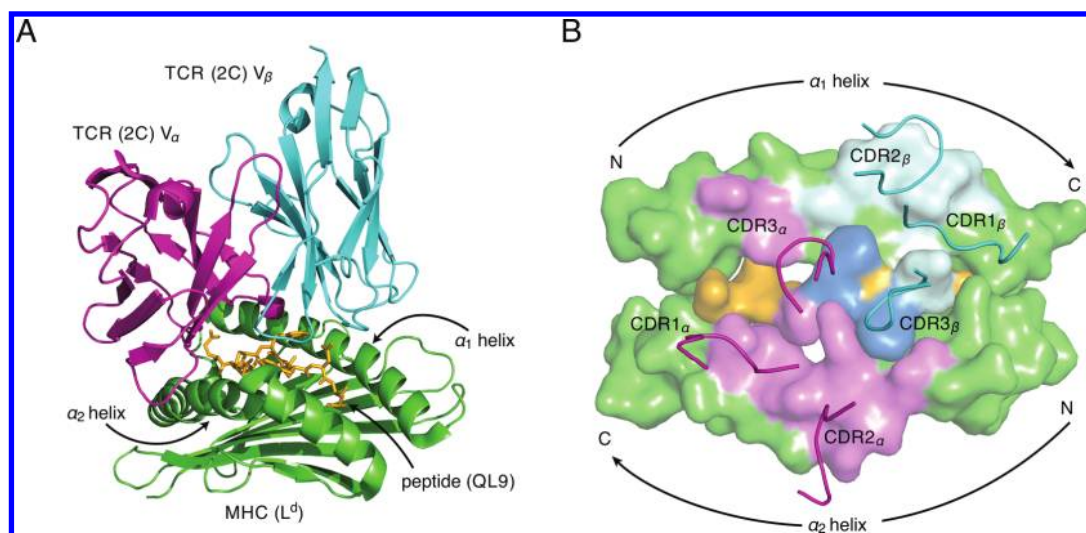 A
TCR (2C) Vβ
TCR (2C) Vα
α1 helix
α2 helix
peptide (QL9)
MHC (Ld)
B
α1 helix
N
C
CDR2β
CDR3α
CDR1β
CDR1α
CDR3β
CDR2α
N
C
α2 helix